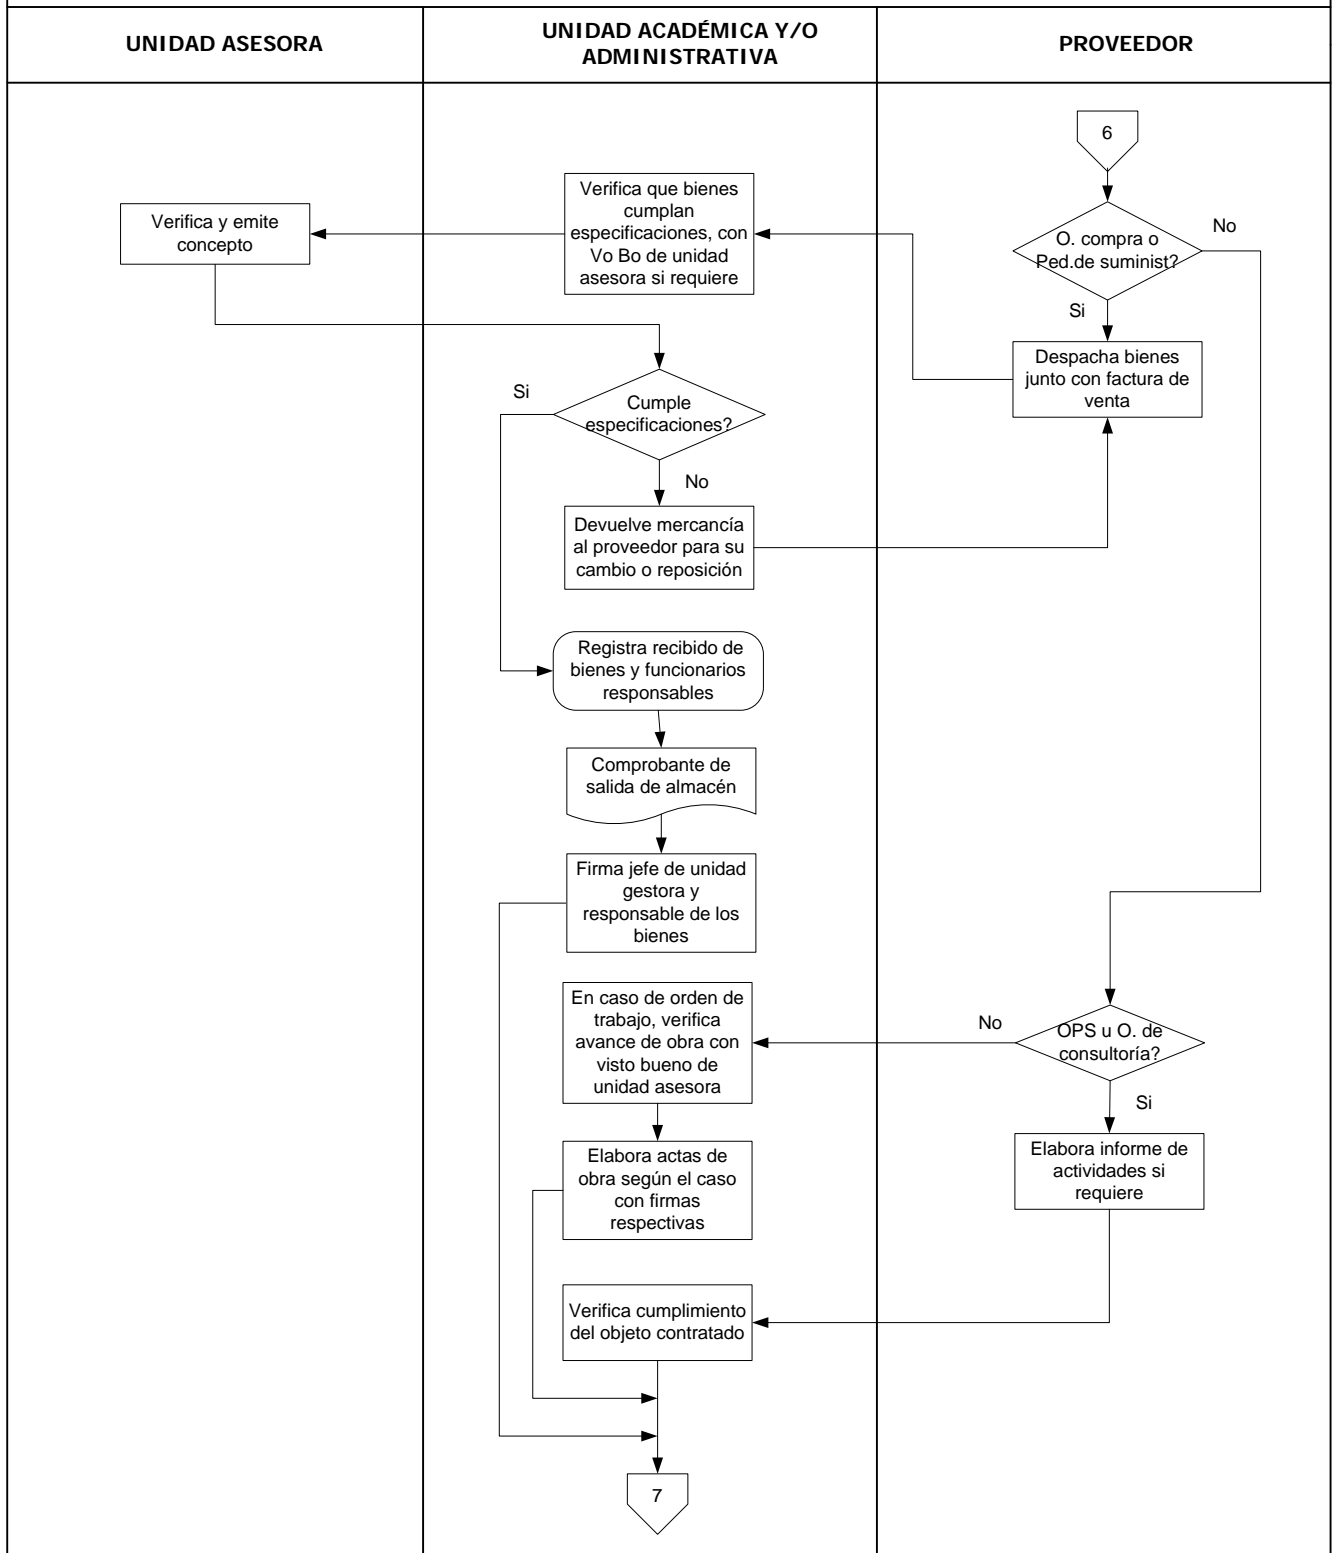 UNIDAD ASESORA
UNIDAD ACADÉMICA Y/O
ADMINISTRATIVA
PROVEEDOR
6
O. compra o
Ped.de suminist?
No
Si
Despacha bienes
junto con factura de
venta
Verifica que bienes
cumplan
especificaciones, con
Vo Bo de unidad
asesora si requiere
Verifica y emite
concepto
Cumple
especificaciones?
Si
No
Devuelve mercancía
al proveedor para su
cambio o reposición
Registra recibido de
bienes y funcionarios
responsables
Comprobante de
salida de almacén
Firma jefe de unidad
gestora y
responsable de los
bienes
OPS u O. de
consultoría?
No
Si
En caso de orden de
trabajo, verifica
avance de obra con
visto bueno de
unidad asesora
Elabora actas de
obra según el caso
con firmas
respectivas
Elabora informe de
actividades si
requiere
Verifica cumplimiento
del objeto contratado
7